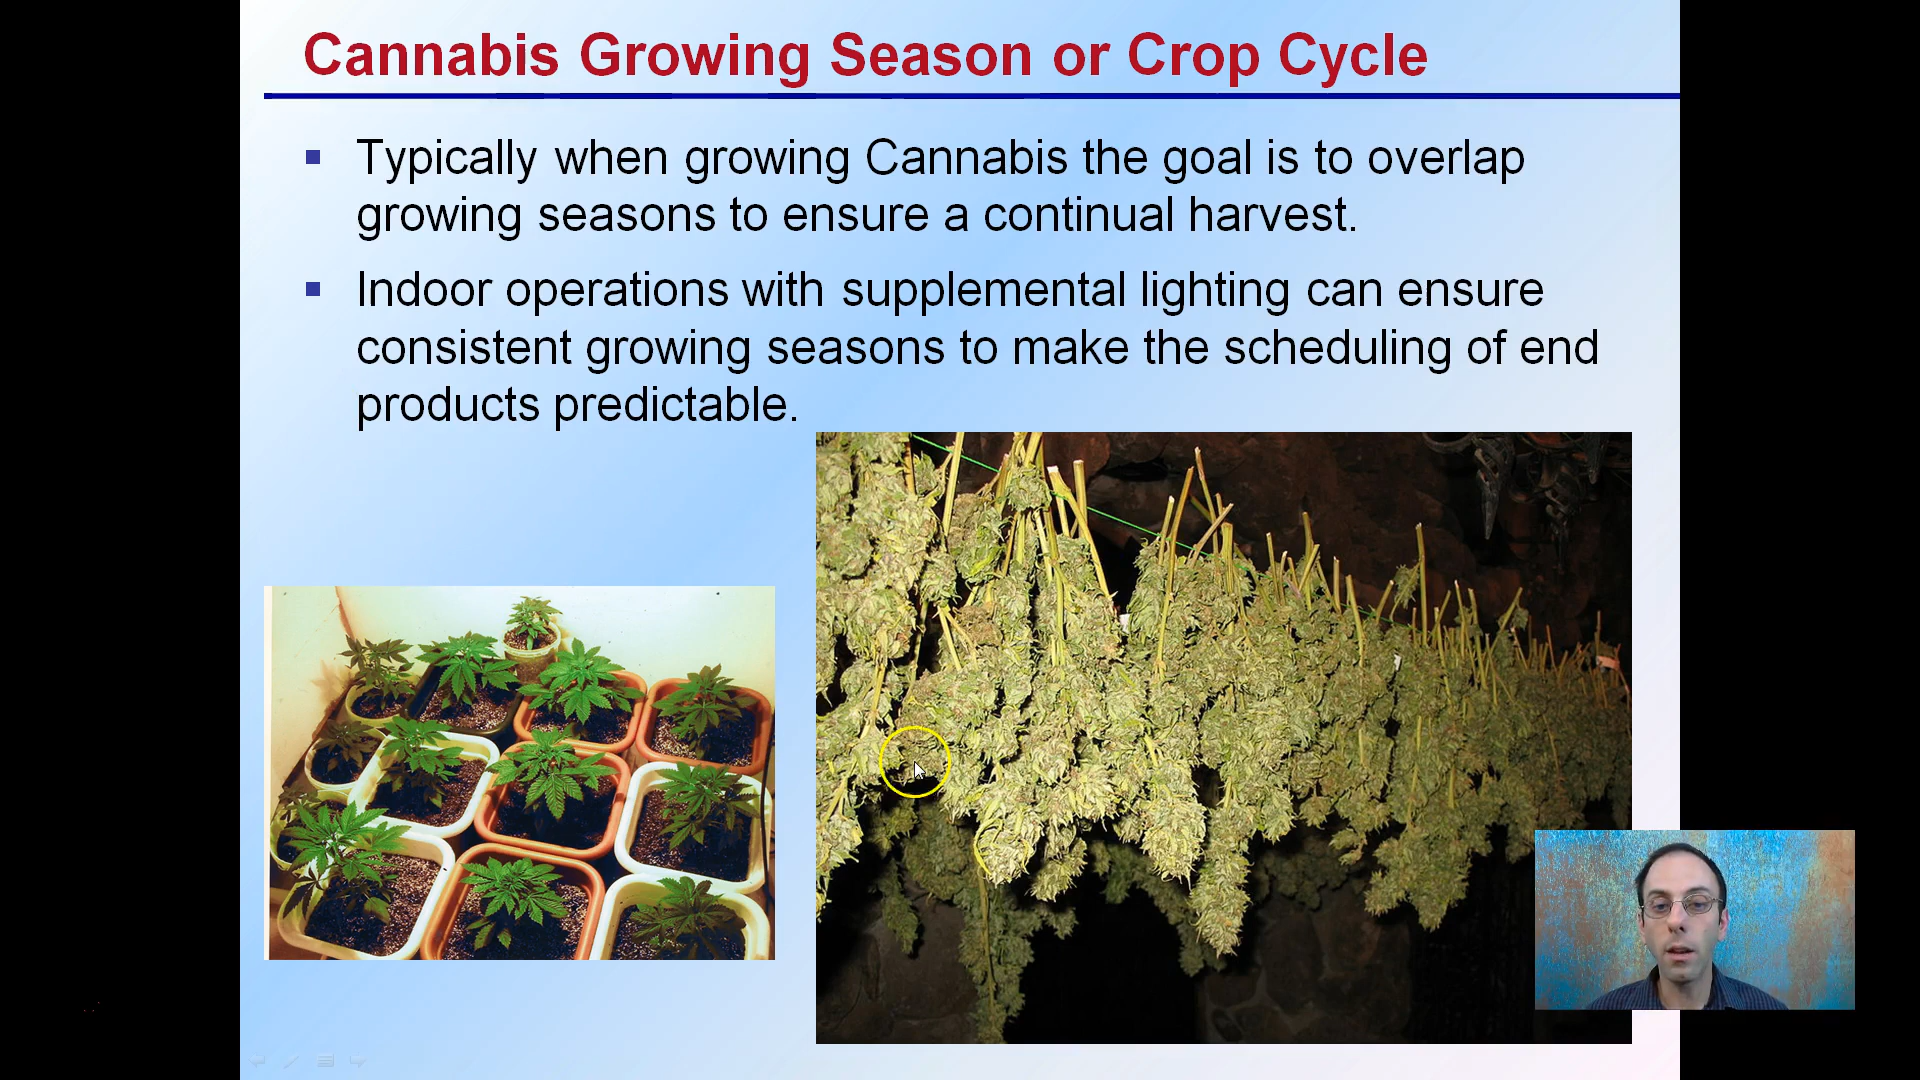 Cannabis Growing Season or Crop Cycle
Typically when growing Cannabis the goal is to overlap
growing seasons to ensure a continual harvest.
Indoor operations with supplemental lighting can ensure
consistent growing seasons to make the scheduling of end
products predictable.